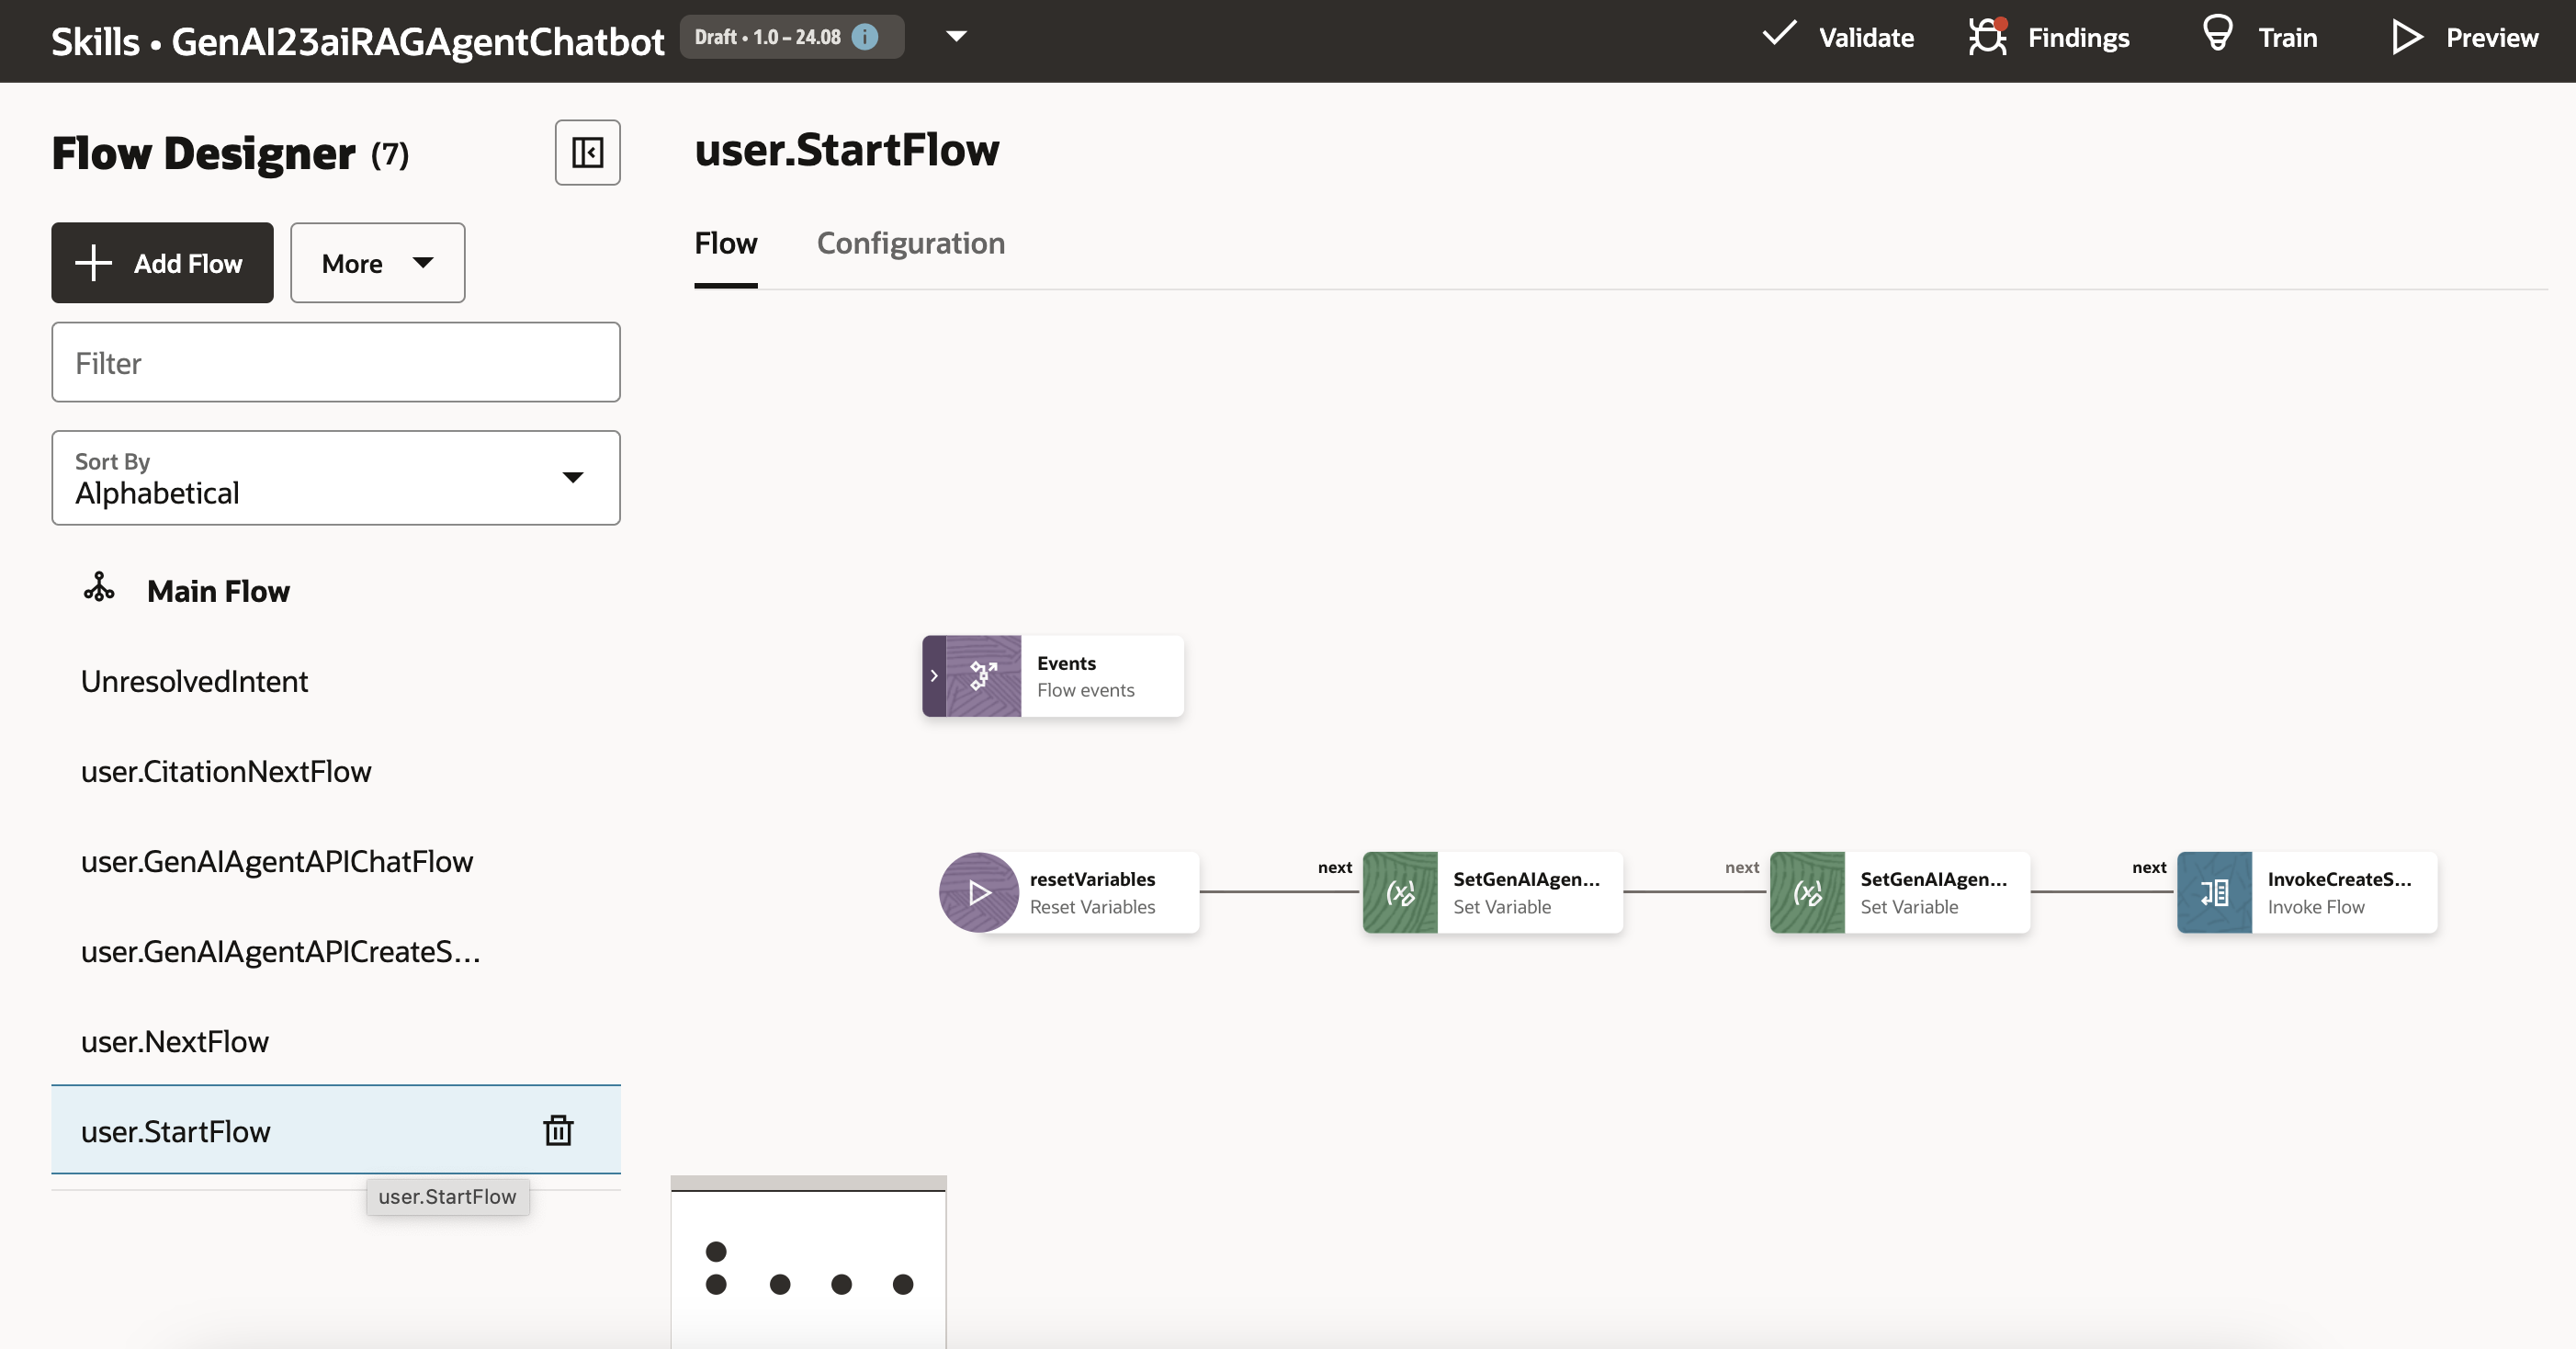 Skills • GenAI23aiRAGAgentChatbot
Draft • 1.0 – 24.08
Validate
Findings
Train
Preview
Flow Designer (7)
Add Flow
More
Filter
Sort By
Alphabetical
Main Flow
UnresolvedIntent
user.CitationNextFlow
user.GenAIAgentAPIChatFlow
user.GenAIAgentAPICreateS...
user.NextFlow
user.StartFlow
user.StartFlow
user.StartFlow
Flow
Configuration
Events
Flow events
resetVariables
Reset Variables
next
SetGenAIAgen...
Set Variable
next
SetGenAIAgen...
Set Variable
next
InvokeCreateS...
Invoke Flow